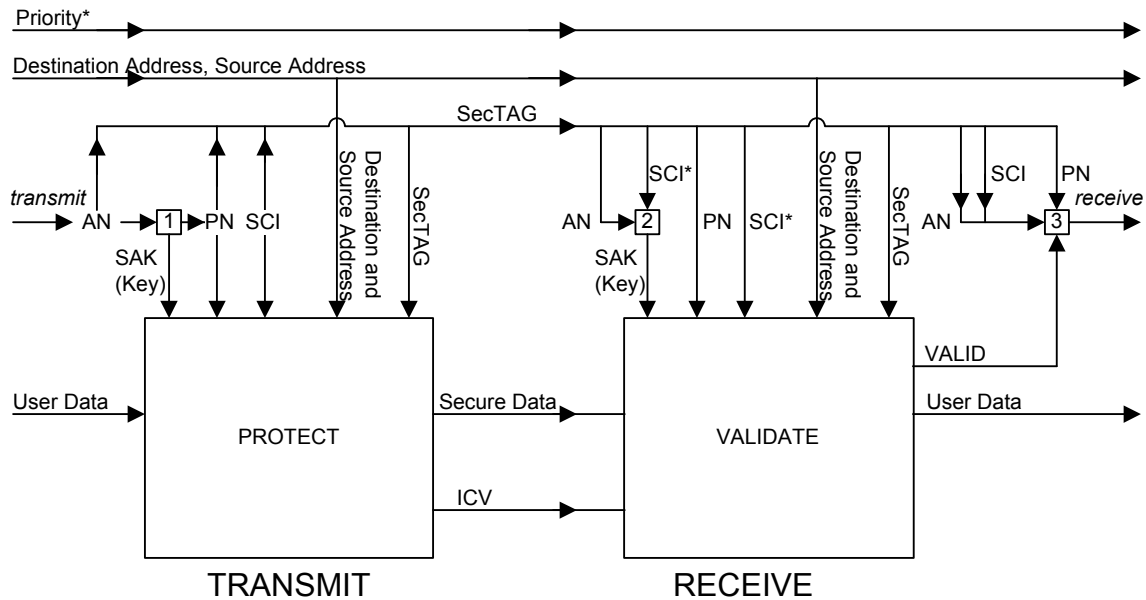 Priority*
Destination Address, Source Address
SecTAG
transmit
AN
1
PN
SCI
SAK
(Key)
Destination and
Source Address
SecTAG
AN
SCI*
2
SAK
(Key)
PN
SCI*
Destination and
Source Address
SecTAG
AN
SCI
PN
3
receive
VALID
User Data
PROTECT
Secure Data
VALIDATE
User Data
ICV
TRANSMIT
RECEIVE